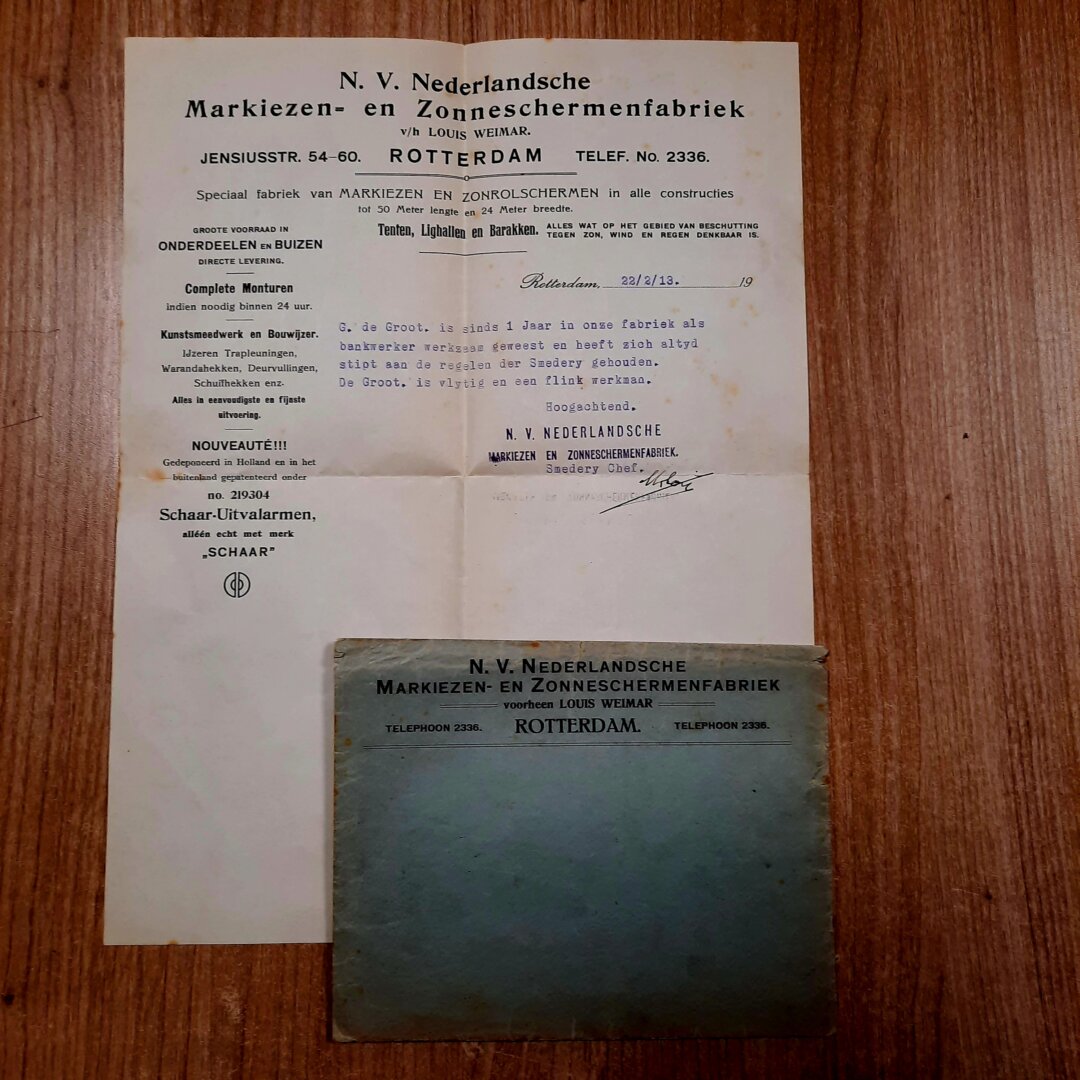 N. V. Nederlandsche
Markiezen- en Zonneschermenfabriek
v/h LOUIS WEIMAR.
JENSIUSSTR. 54-60. ROTTERDAM TELEF. No. 2336.
Speciaal fabriek van MARKIEZEN EN ZONROLSCHERMEN in alle constructies
tot 50 Meter lengte en 24 Meter breedte.
Tenten, Lighallen en Barakken. ALLES WAT OP HET GEBIED VAN BESCHUTTING
TEGEN ZON, WIND EN REGEN DENKBAAR IS.
GROOTE VOORRAAD IN
ONDERDEELEN EN BUIZEN
DIRECTE LEVERING.
Complete Monturen
indien noodig binnen 24 uur.
Kunstsmeedwerk en Bouwijzer.
IJzeren Trapleuningen,
Warandahekken, Deurvullingen,
Schuifhekken enz.
Alles in eenvoudigste en fijnste
uitvoering.
NOUVEAUTÉ!!!
Gedeponeerd in Holland en in het
buitenland gepatenteerd onder
no. 219304
Schaar-Uitvalarmen,
alléén echt met merk
„SCHAAR"
Rotterdam, 22/2/13. 19
G. de Groot. is sinds 1 Jaar in onze fabriek als
bankwerker werkzaam geweest en heeft zich altyd
stipt aan de regelen der Smedery gehouden.
De Groot. is vlytig en een flink werkman.
Hoogachtend.
N. V. NEDERLANDSCHE
MARKIEZEN EN ZONNESCHERMENFABRIEK.
Smedery Chef.
N. V. NEDERLANDSCHE
MARKIEZEN- EN ZONNESCHERMENFABRIEK
voorheen LOUIS WEIMAR
TELEPHOON 2336. ROTTERDAM. TELEPHOON 2336.